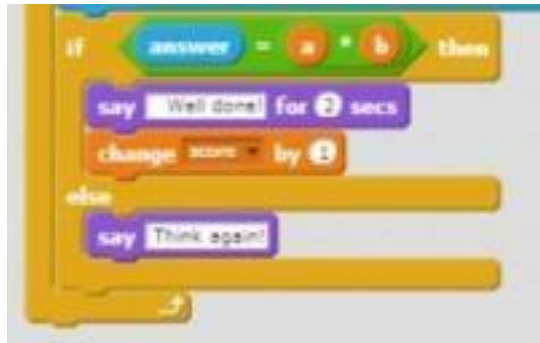 if answer = a * b then
say Well done! for 2 secs
change score by 1
else
say Think again!